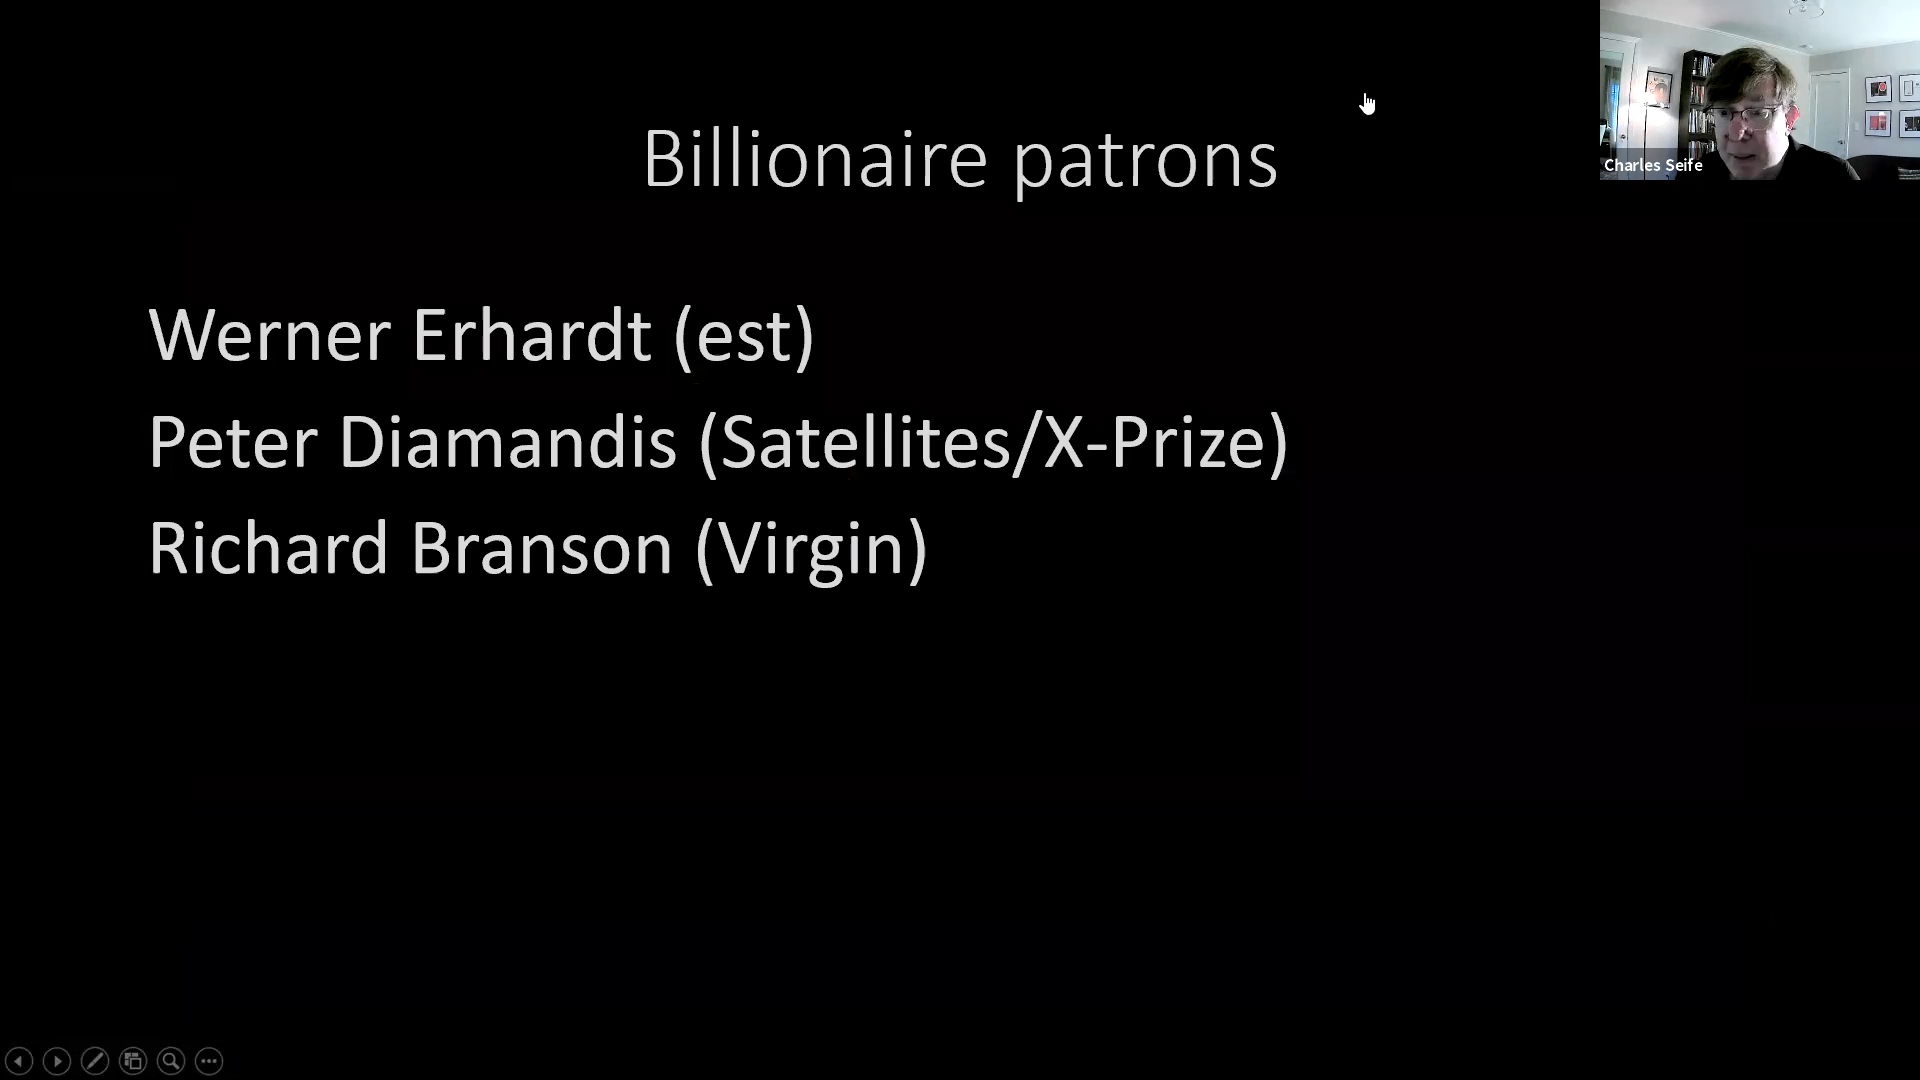 Billionaire patrons
Charles Seife
Werner Erhardt (est)
Peter Diamandis (Satellites/X-Prize)
Richard Branson (Virgin)